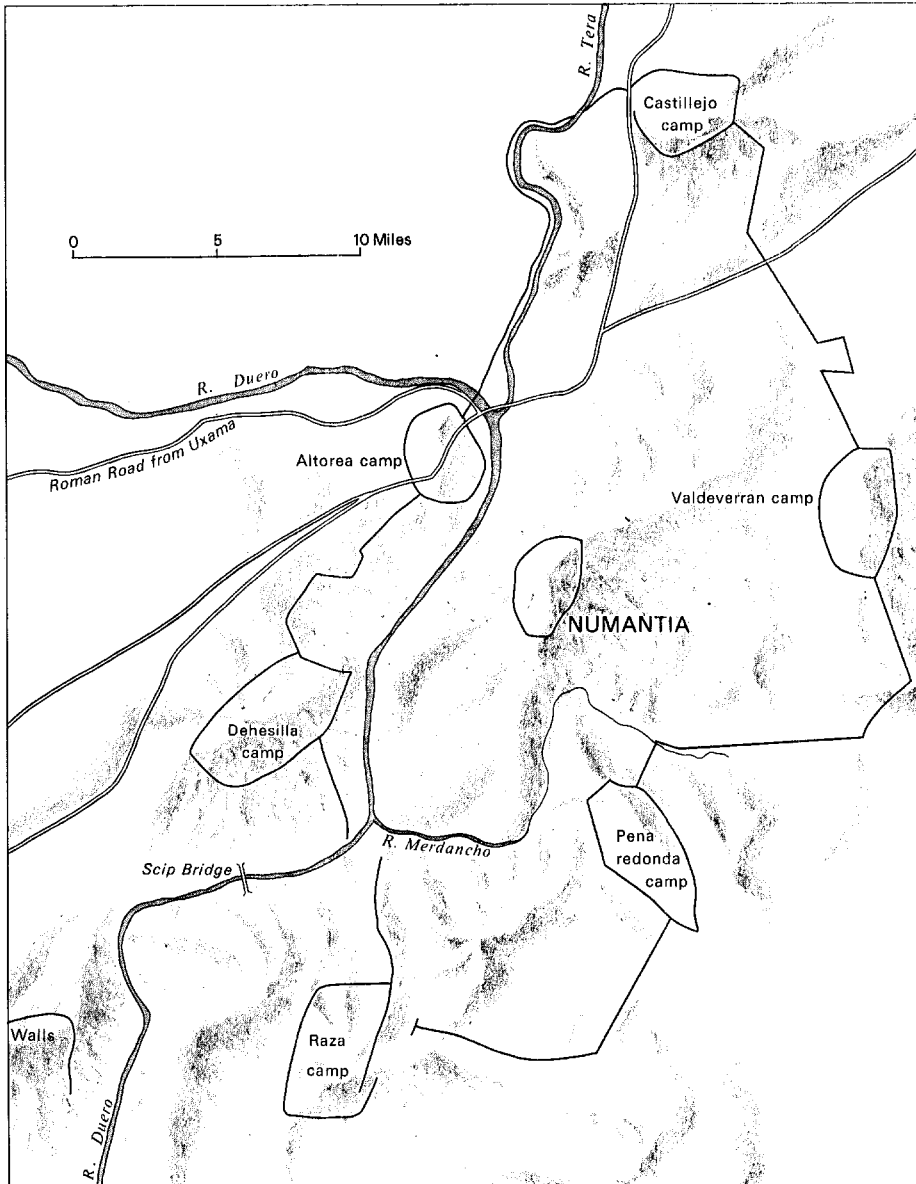 R. Tera
Castillejo
camp
0 5 10 Miles
R. Duero
Roman Road from Uxama
Altorea camp
Valdeverran camp
NUMANTIA
Dehesilla
camp
Pena
redonda
camp
R. Merdancho
Scip Bridge
Walls
Raza
camp
R. Duero